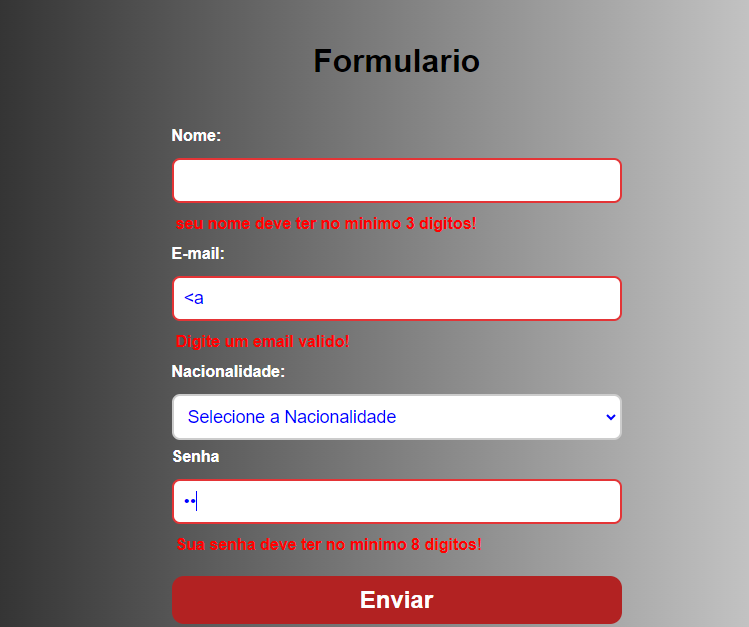 Formulario
Nome:
seu nome deve ter no minimo 3 digitos!
E-mail:
<a
Digite um email valido!
Nacionalidade:
Selecione a Nacionalidade
Senha
••
Sua senha deve ter no minimo 8 digitos!
Enviar